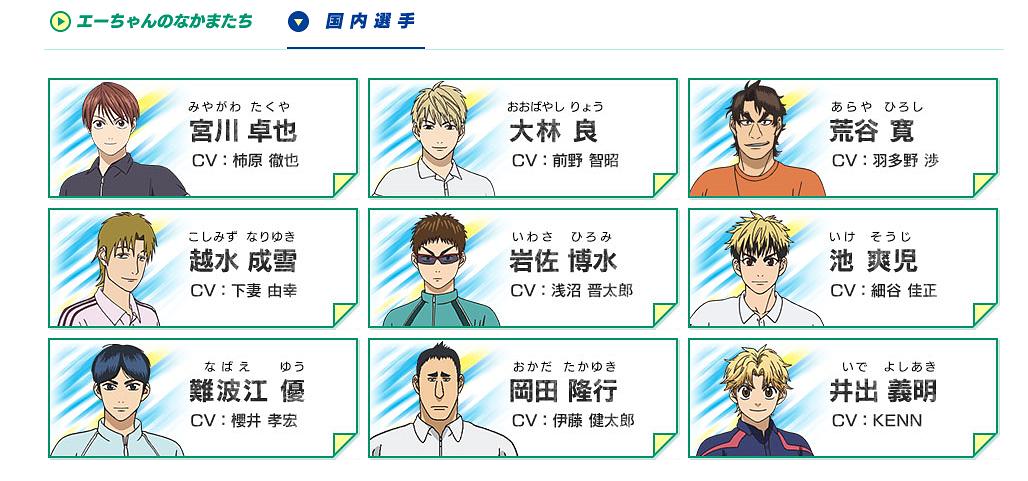 エーちゃんのなかまたち
国内選手
みやがわ たくや
宮川 卓也
CV：柿原 徹也
おおばやし りょう
大林 良
CV：前野 智昭
あらや ひろし
荒谷 寛
CV：羽多野 渉
こしみず なりゆき
越水 成雪
CV：下妻 由幸
いわさ ひろみ
岩佐 博水
CV：浅沼 晋太郎
いけ そうじ
池 爽児
CV：細谷 佳正
なばえ ゆう
難波江 優
CV：櫻井 孝宏
おかだ たかゆき
岡田 隆行
CV：伊藤 健太郎
いで よしあき
井出 義明
CV：KENN